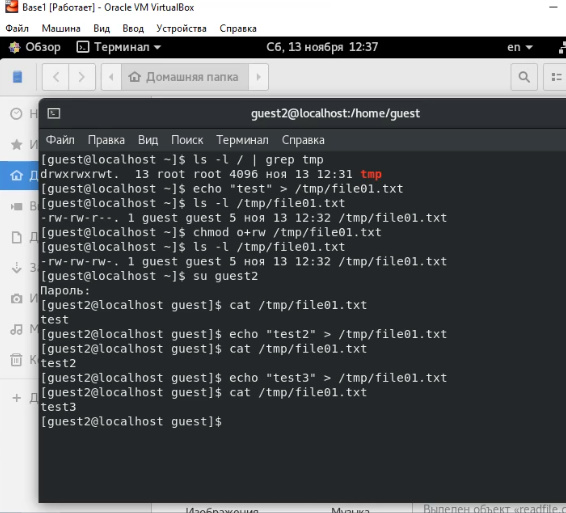 Base1 [Работает] - Oracle VM VirtualBox
Файл Машина Вид Ввод Устройства Справка
Обзор Терминал Сб, 13 ноября 12:37 en
Домашняя папка
guest2@localhost:/home/guest
Файл Правка Вид Поиск Терминал Справка
[guest@localhost ~]$ ls -l / | grep tmp
drwxrwxrwt. 13 root root 4096 ноя 13 12:31 tmp
[guest@localhost ~]$ echo "test" > /tmp/file01.txt
[guest@localhost ~]$ ls -l /tmp/file01.txt
-rw-rw-r--. 1 guest guest 5 ноя 13 12:32 /tmp/file01.txt
[guest@localhost ~]$ chmod o+rw /tmp/file01.txt
[guest@localhost ~]$ ls -l /tmp/file01.txt
-rw-rw-rw-. 1 guest guest 5 ноя 13 12:32 /tmp/file01.txt
[guest@localhost ~]$ su guest2
Пароль:
[guest2@localhost guest]$ cat /tmp/file01.txt
test
[guest2@localhost guest]$ echo "test2" > /tmp/file01.txt
[guest2@localhost guest]$ cat /tmp/file01.txt
test2
[guest2@localhost guest]$ echo "test3" > /tmp/file01.txt
[guest2@localhost guest]$ cat /tmp/file01.txt
test3
[guest2@localhost guest]$
Изображения Музыка